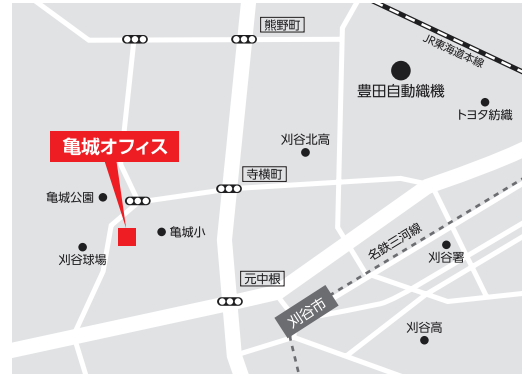 熊野町
JR東海道本線
豊田自動織機
トヨタ紡織
亀城オフィス
刈谷北高
寺横町
亀城公園
亀城小
名鉄三河線
刈谷球場
刈谷署
元中根
刈谷市
刈谷高